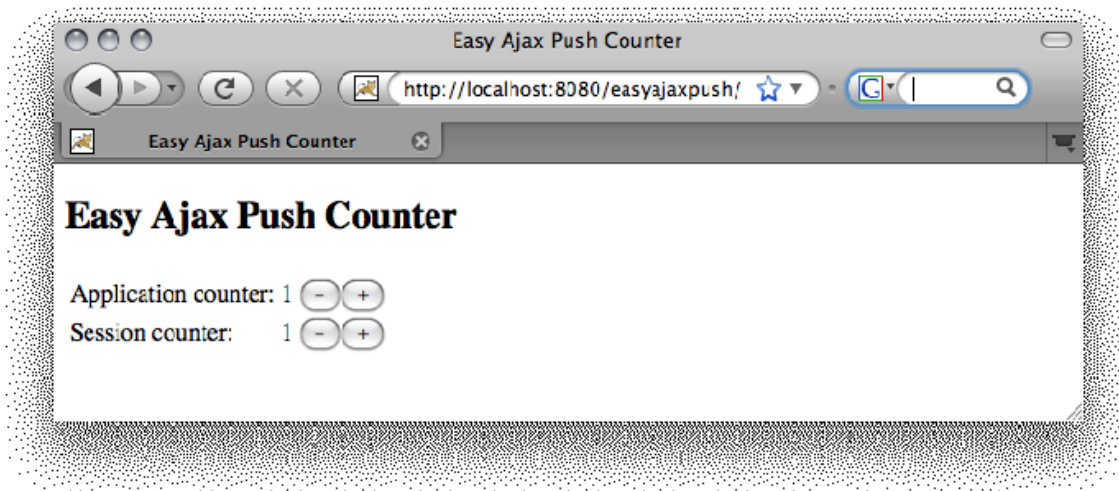 Easy Ajax Push Counter
http://localhost:8080/easyajaxpush/
Easy Ajax Push Counter
Easy Ajax Push Counter
Application counter: 1 - +
Session counter: 1 - +